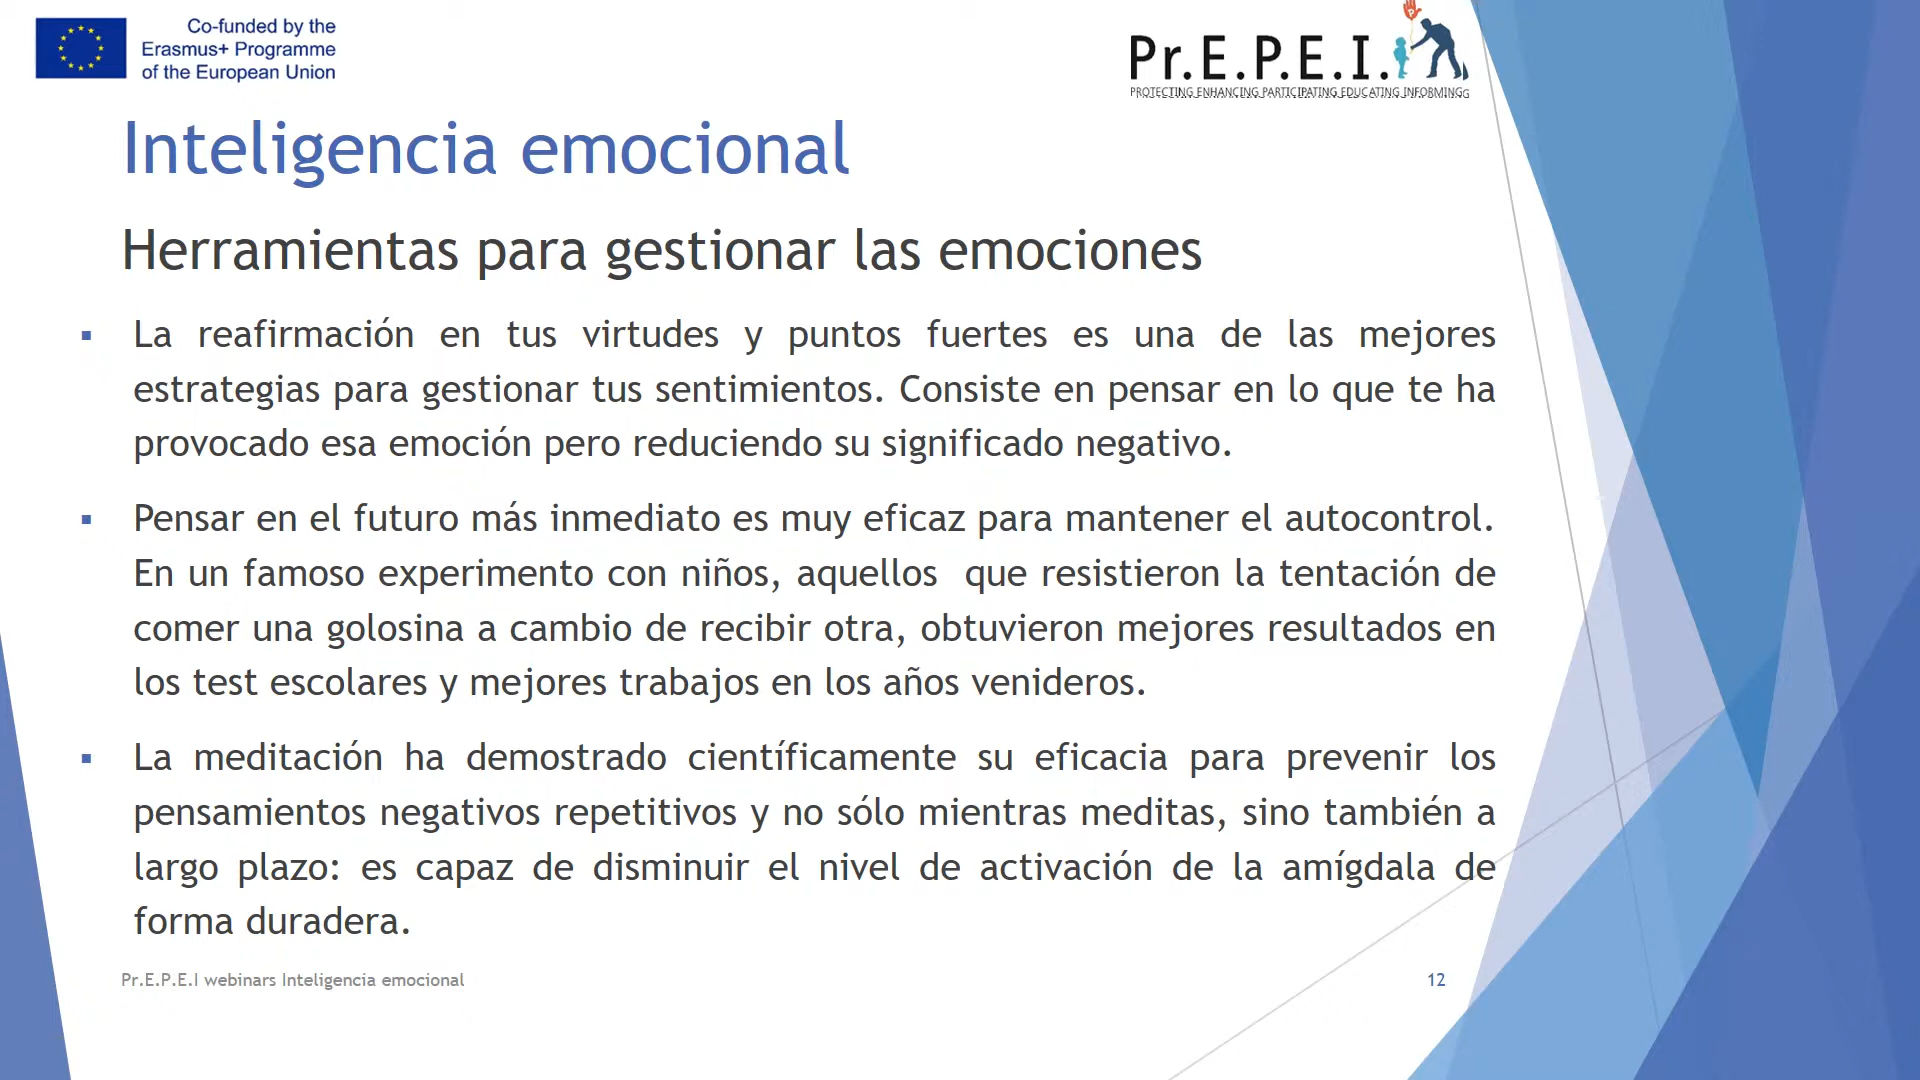 Co-funded by the
Erasmus+ Programme
of the European Union
Pr.E.P.E.I.
P
PROTECTING ENHANCING PARTICIPATING EDUCATING INFORMING
Inteligencia emocional
Herramientas para gestionar las emociones
▪ La reafirmación en tus virtudes y puntos fuertes es una de las mejores
estrategias para gestionar tus sentimientos. Consiste en pensar en lo que te ha
provocado esa emoción pero reduciendo su significado negativo.
▪ Pensar en el futuro más inmediato es muy eficaz para mantener el autocontrol.
En un famoso experimento con niños, aquellos que resistieron la tentación de
comer una golosina a cambio de recibir otra, obtuvieron mejores resultados en
los test escolares y mejores trabajos en los años venideros.
▪ La meditación ha demostrado científicamente su eficacia para prevenir los
pensamientos negativos repetitivos y no sólo mientras meditas, sino también a
largo plazo: es capaz de disminuir el nivel de activación de la amígdala de
forma duradera.
Pr.E.P.E.I webinars Inteligencia emocional
12